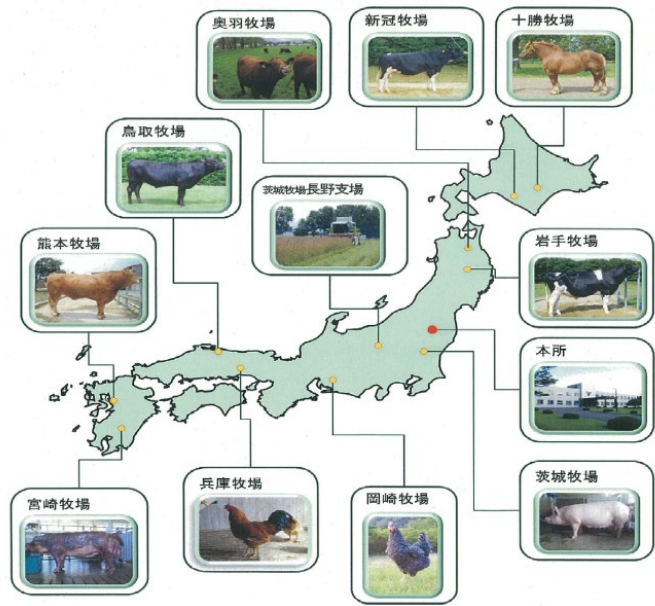 奥羽牧場
新冠牧場
十勝牧場
鳥取牧場
茨城牧場長野支場
熊本牧場
岩手牧場
本所
茨城牧場
兵庫牧場
岡崎牧場
宮崎牧場